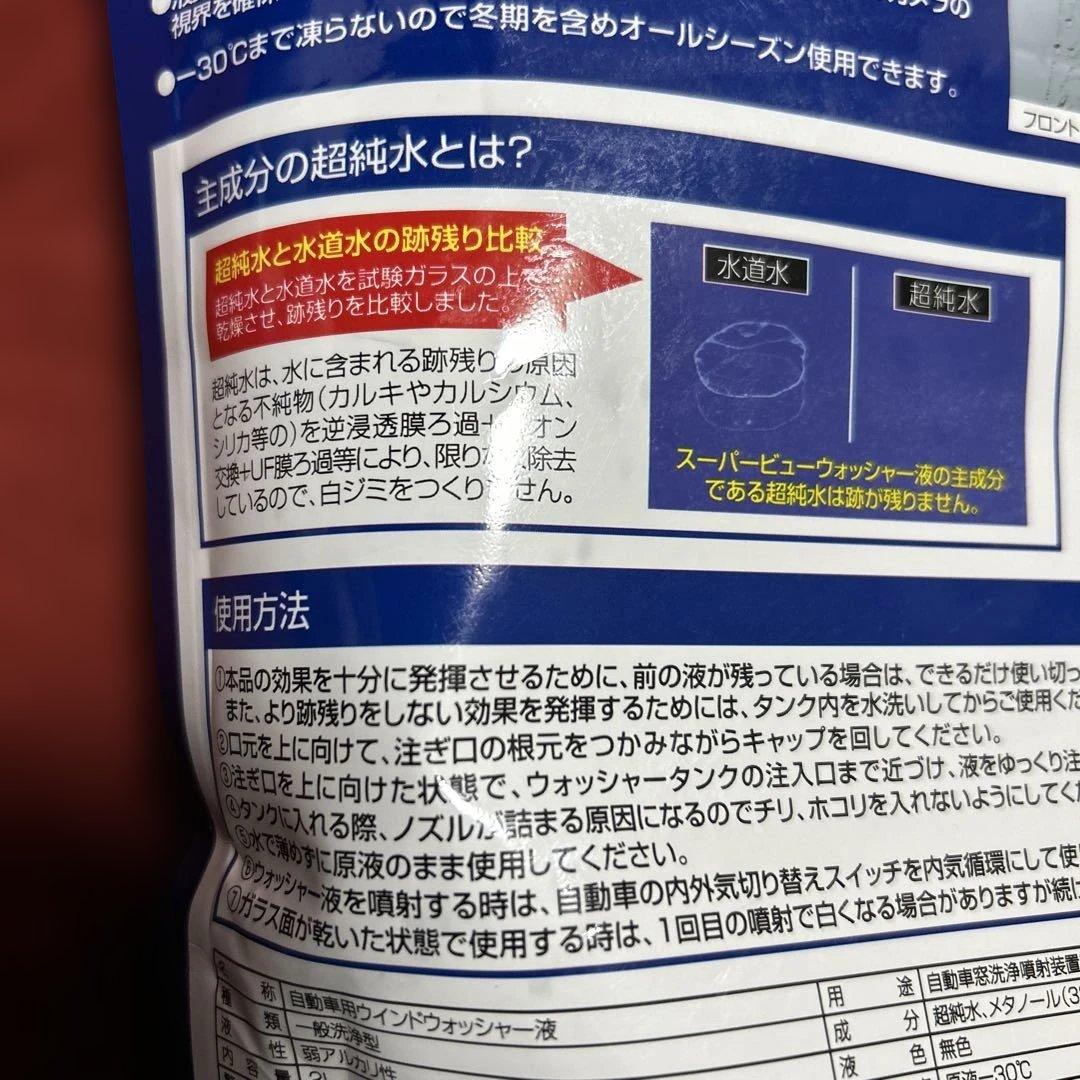 視界を確保
●−30℃まで凍らないので冬期を含めオールシーズン使用できます。
フロント
主成分の超純水とは?
超純水と水道水の跡残り比較
超純水と水道水を試験ガラスの上で
乾燥させ、跡残りを比較しました。
超純水は、水に含まれる跡残り 原因
となる不純物(カルキやカルシウム、
シリカ等の)を逆浸透膜ろ過+ オン
交換+UF膜ろ過等により、限り 除去
しているので、白ジミをつくり せん。
水道水
超純水
スーパービューウォッシャー液の主成分
である超純水は跡が残りません。
使用方法
①本品の効果を十分に発揮させるために、前の液が残っている場合は、できるだけ使い切っ
また、より跡残りをしない効果を発揮するためには、タンク内を水洗いしてからご使用くだ
②口元を上に向けて、注ぎ口の根元をつかみながらキャップを回してください。
③注ぎ口を上に向けた状態で、ウォッシャータンクの注入口まで近づけ、液をゆっくり注
④タンクに入れる際、ノズルが詰まる原因になるのでチリ、ホコリを入れないようにしてくだ
⑤水で薄めずに原液のまま使用してください。
⑥ウォッシャー液を噴射する時は、自動車の内外気切り替えスイッチを内気循環にして使
⑦ガラス面が乾いた状態で使用する時は、1回目の噴射で白くなる場合がありますが続け
名 称 自動車用ウインドウォッシャー液 用 途 自動車窓洗浄噴射装置
種 類 一般洗浄型 成 分 超純水、メタノール(3
液 性 弱アルカリ性 液 色 無色
内容量 2L 原液−30℃